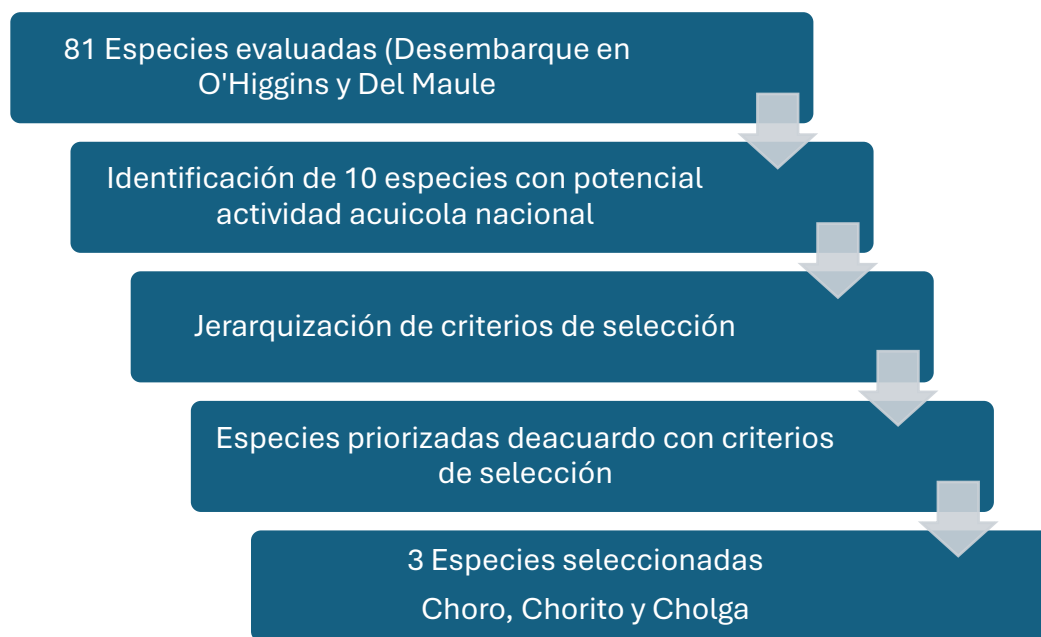 81 Especies evaluadas (Desembarque en
O'Higgins y Del Maule
Identificación de 10 especies con potencial
actividad acuicola nacional
Jerarquización de criterios de selección
Especies priorizadas deacuardo con criterios
de selección
3 Especies seleccionadas
Choro, Chorito y Cholga